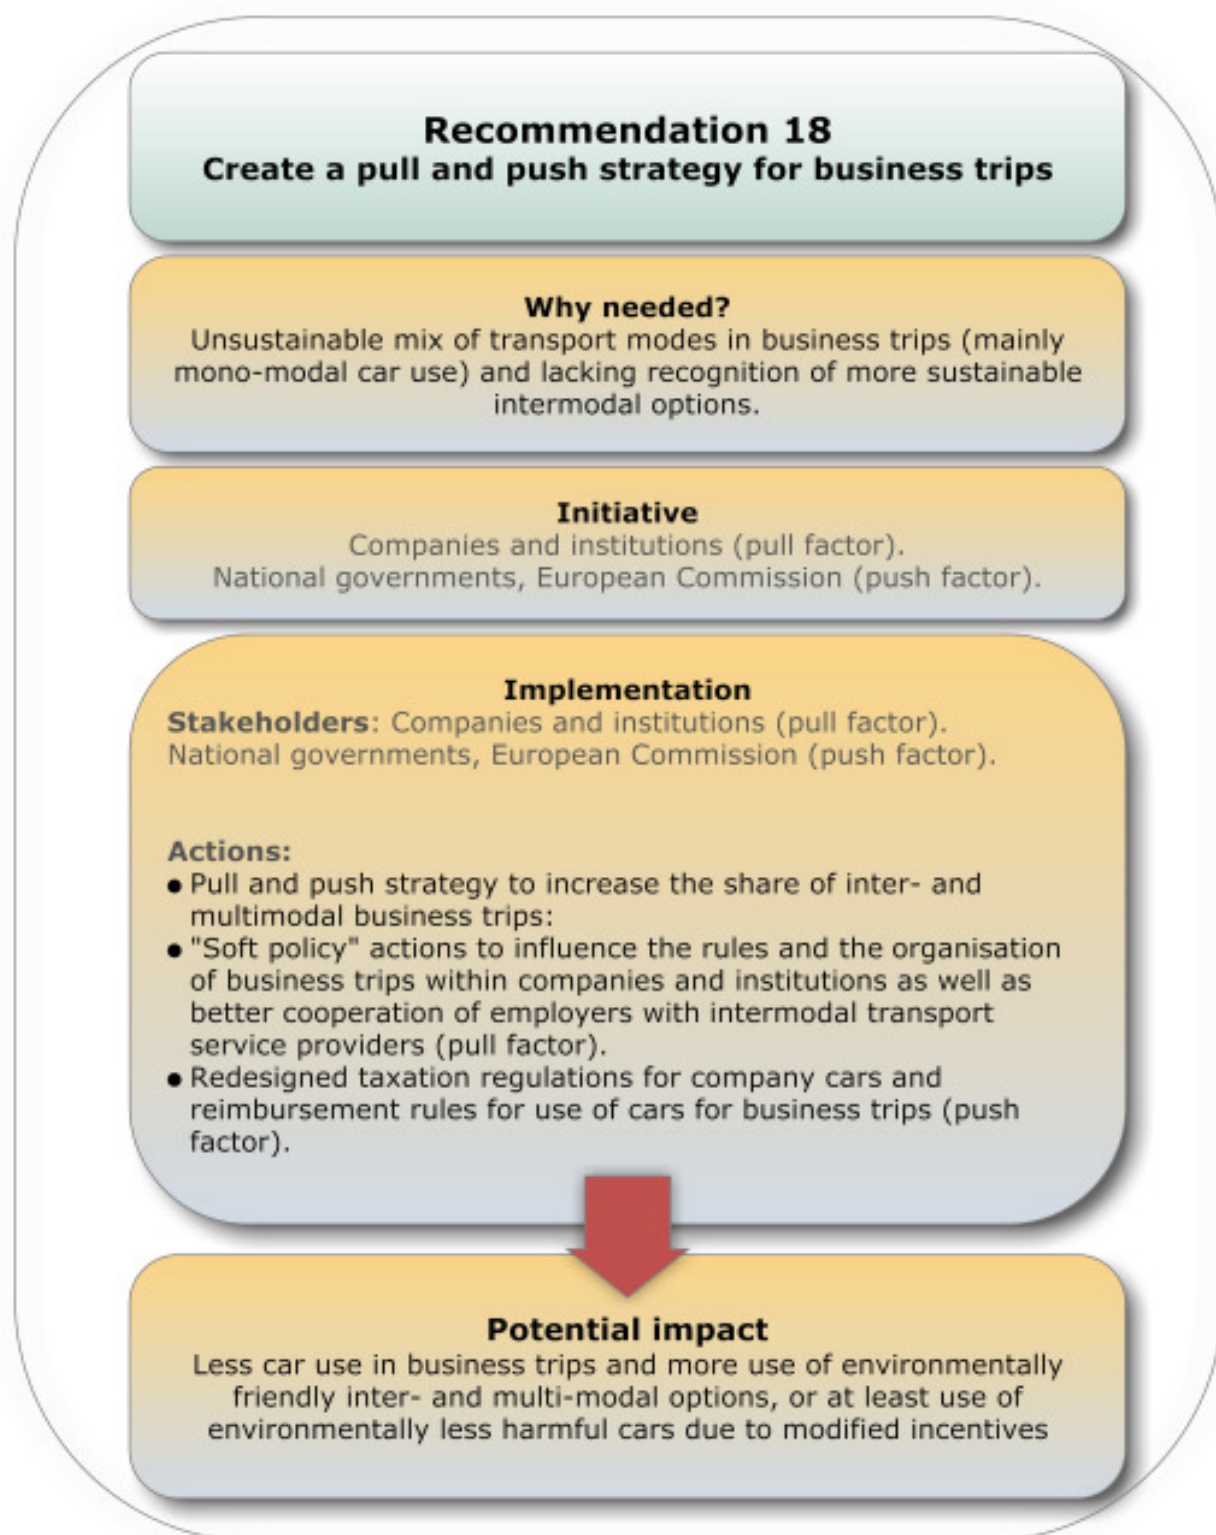 Recommendation 18
Create a pull and push strategy for business trips
Why needed?
Unsustainable mix of transport modes in business trips (mainly
mono-modal car use) and lacking recognition of more sustainable
intermodal options.
Initiative
Companies and institutions (pull factor).
National governments, European Commission (push factor).
Implementation
Stakeholders: Companies and institutions (pull factor).
National governments, European Commission (push factor).
Actions:
● Pull and push strategy to increase the share of inter- and
multimodal business trips:
● "Soft policy" actions to influence the rules and the organisation
of business trips within companies and institutions as well as
better cooperation of employers with intermodal transport
service providers (pull factor).
● Redesigned taxation regulations for company cars and
reimbursement rules for use of cars for business trips (push
factor).
Potential impact
Less car use in business trips and more use of environmentally
friendly inter- and multi-modal options, or at least use of
environmentally less harmful cars due to modified incentives